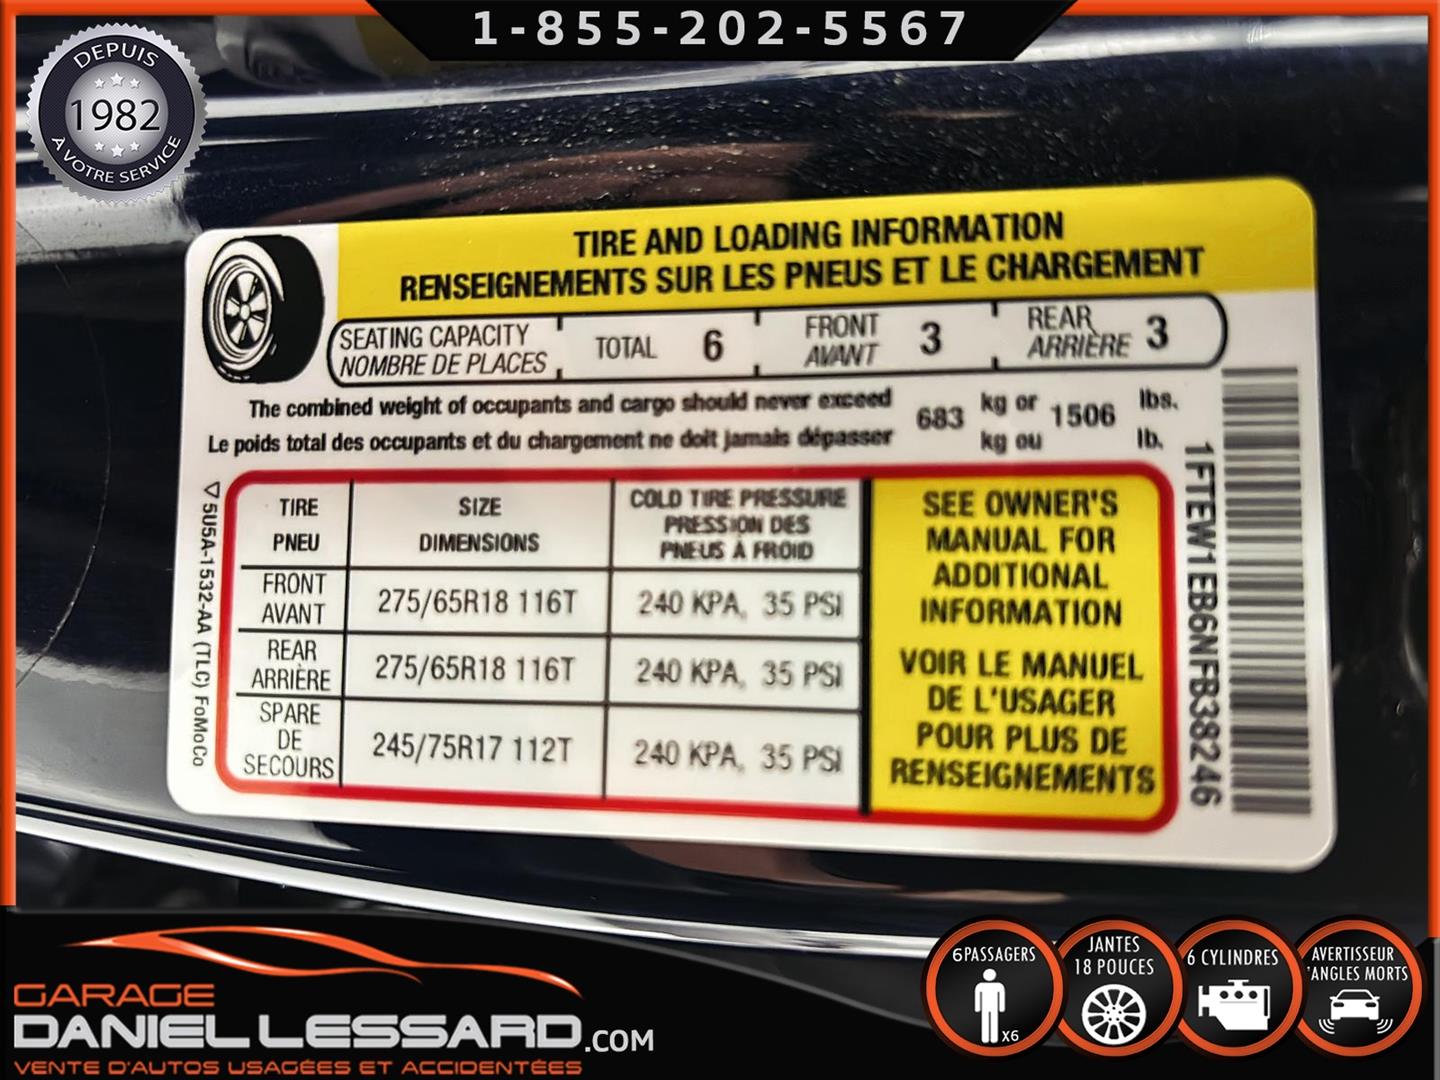 1-855-202-5567
DEPUIS
1982
À VOTRE SERVICE
TIRE AND LOADING INFORMATION
RENSEIGNEMENTS SUR LES PNEUS ET LE CHARGEMENT
SEATING CAPACITY
NOMBRE DE PLACES
TOTAL 6
FRONT
AVANT
3
REAR
ARRIÈRE
3
The combined weight of occupants and cargo should never exceed
Le poids total des occupants et du chargement ne doit jamais dépasser
683 kg or 1506 lbs.
kg ou lb.
TIRE
PNEU
SIZE
DIMENSIONS
COLD TIRE PRESSURE
PRESSION DES
PNEUS À FROID
FRONT
AVANT
275/65R18 116T
240 KPA, 35 PSI
REAR
ARRIÈRE
275/65R18 116T
240 KPA, 35 PSI
SPARE
DE
SECOURS
245/75R17 112T
240 KPA, 35 PSI
SEE OWNER'S
MANUAL FOR
ADDITIONAL
INFORMATION
VOIR LE MANUEL
DE L'USAGER
POUR PLUS DE
RENSEIGNEMENTS
5U5A-1532-AA (TLC) FoMoCo
1FTEW1EB6NFB38246
GARAGE
DANIEL LESSARD.COM
VENTE D'AUTOS USAGÉES ET ACCIDENTÉES
6 PASSAGERS
X6
JANTES
18 POUCES
6 CYLINDRES
AVERTISSEUR
'ANGLES MORTS